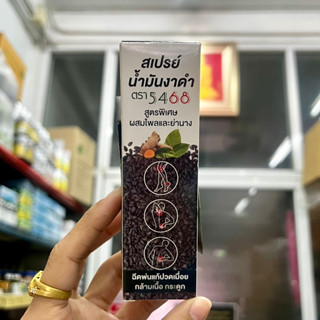 สเปรย์
น้ำมันงาดำ
ตรา 5468
สูตรพิเศษ
ผสมไพลและย่านาง
ฉีดพ่นแก้ปวดเมื่อย
กล้ามเนื้อ กระดูก